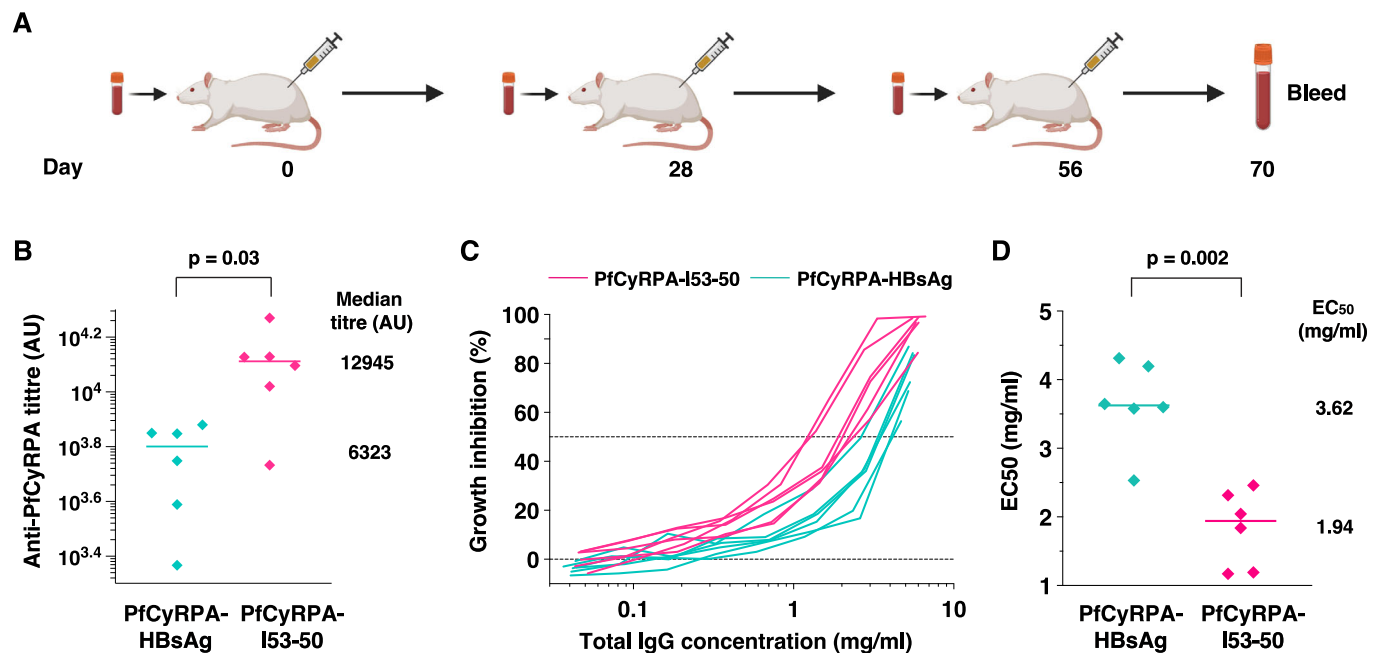 A
Day
0
28
56
70
Bleed
B
p = 0.03
Median
titre (AU)
Anti-PfCyRPA tittre (AU)
10^4.2
10^4
10^3.8
10^3.6
10^3.4
12945
6323
PfCyRPA-
HBsAg
PfCyRPA-
I53-50
C
PfCyRPA-I53-50
PfCyRPA-HBsAg
Grrowth inhibition (%)
100
80
60
40
20
0
0.1
1
10
Total IgG concentration (mg/ml)
D
p = 0.002
EC₅₀
(mg/ml)
EC50 (mg/ml)
5
4
3
2
1
3.62
1.94
PfCyRPA-
HBsAg
PfCyRPA-
I53-50